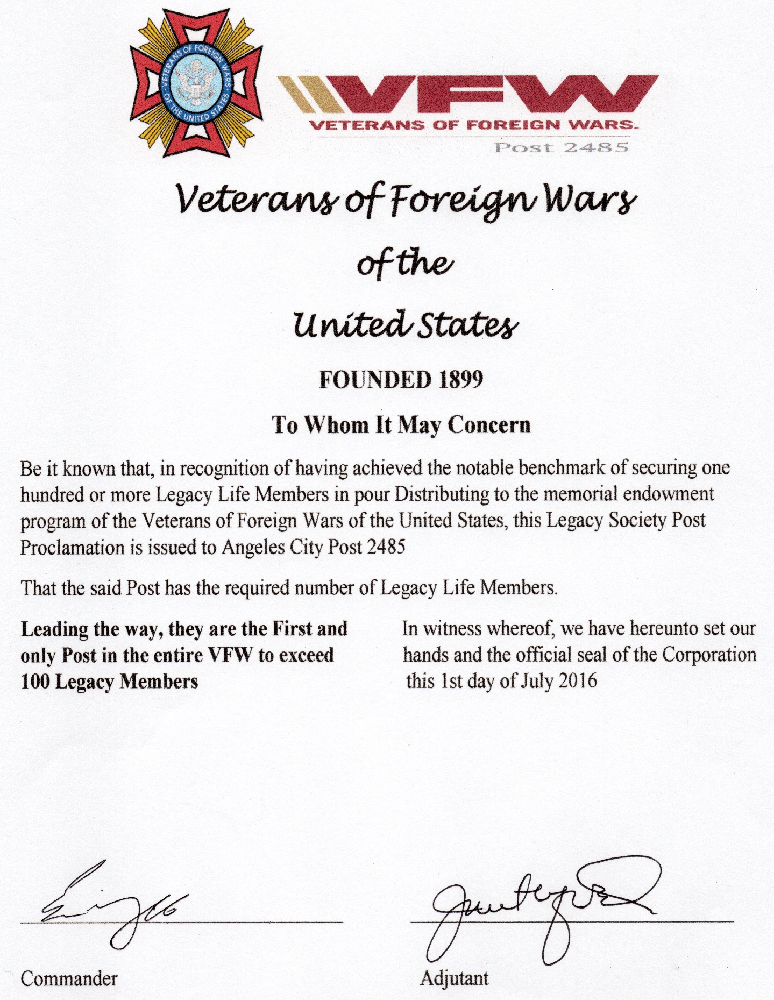 VETERANS OF FOREIGN WARS
OF THE UNITED STATES
VFW
VETERANS OF FOREIGN WARS.
Post 2485
Veterans of Foreign Wars
of the
United States
FOUNDED 1899
To Whom It May Concern
Be it known that, in recognition of having achieved the notable benchmark of securing one
hundred or more Legacy Life Members in pour Distributing to the memorial endowment
program of the Veterans of Foreign Wars of the United States, this Legacy Society Post
Proclamation is issued to Angeles City Post 2485
That the said Post has the required number of Legacy Life Members.
Leading the way, they are the First and
only Post in the entire VFW to exceed
100 Legacy Members
In witness whereof, we have hereunto set our
hands and the official seal of the Corporation
this 1st day of July 2016
Commander
Adjutant